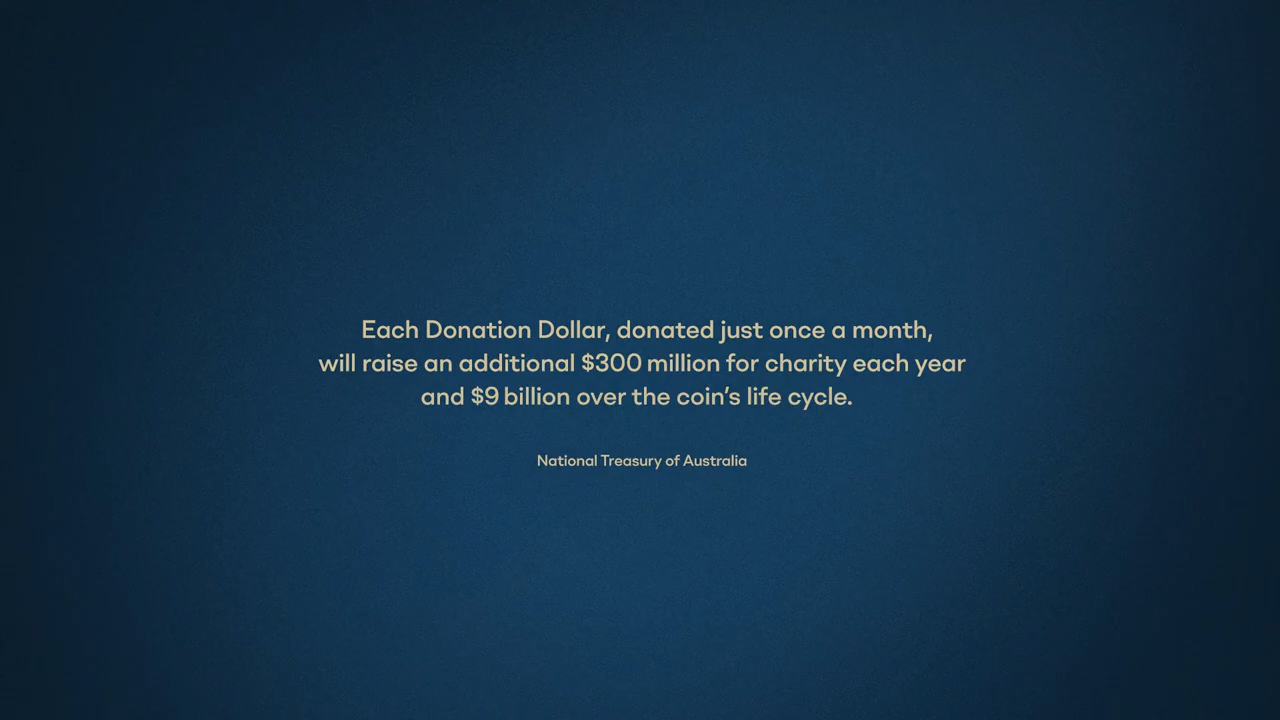 Each Donation Dollar, donated just once a month,
will raise an additional $300 million for charity each year
and $9 billion over the coin’s life cycle.
National Treasury of Australia